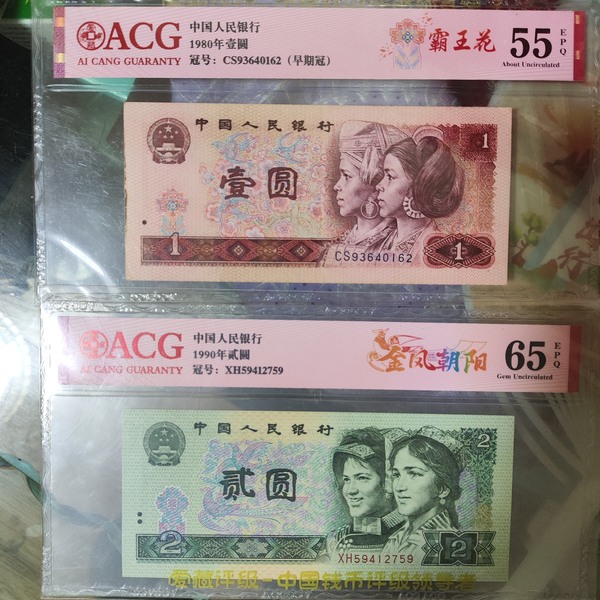 ACG
AI CANG GUARANTY
中国人民银行
1980年壹圆
冠号：CS93640162（早期冠）
霸王花
55 EPQ
About Uncirculated
中国人民银行
壹圆
1
1
CS93640162
1
ACG
AI CANG GUARANTY
中国人民银行
1990年贰圆
冠号：XH59412759
金凤朝阳
65 EPQ
Gem Uncirculated
中国人民银行
贰圆
2
2
XH59412759
2
爱藏评级-中国钱币评级领导者